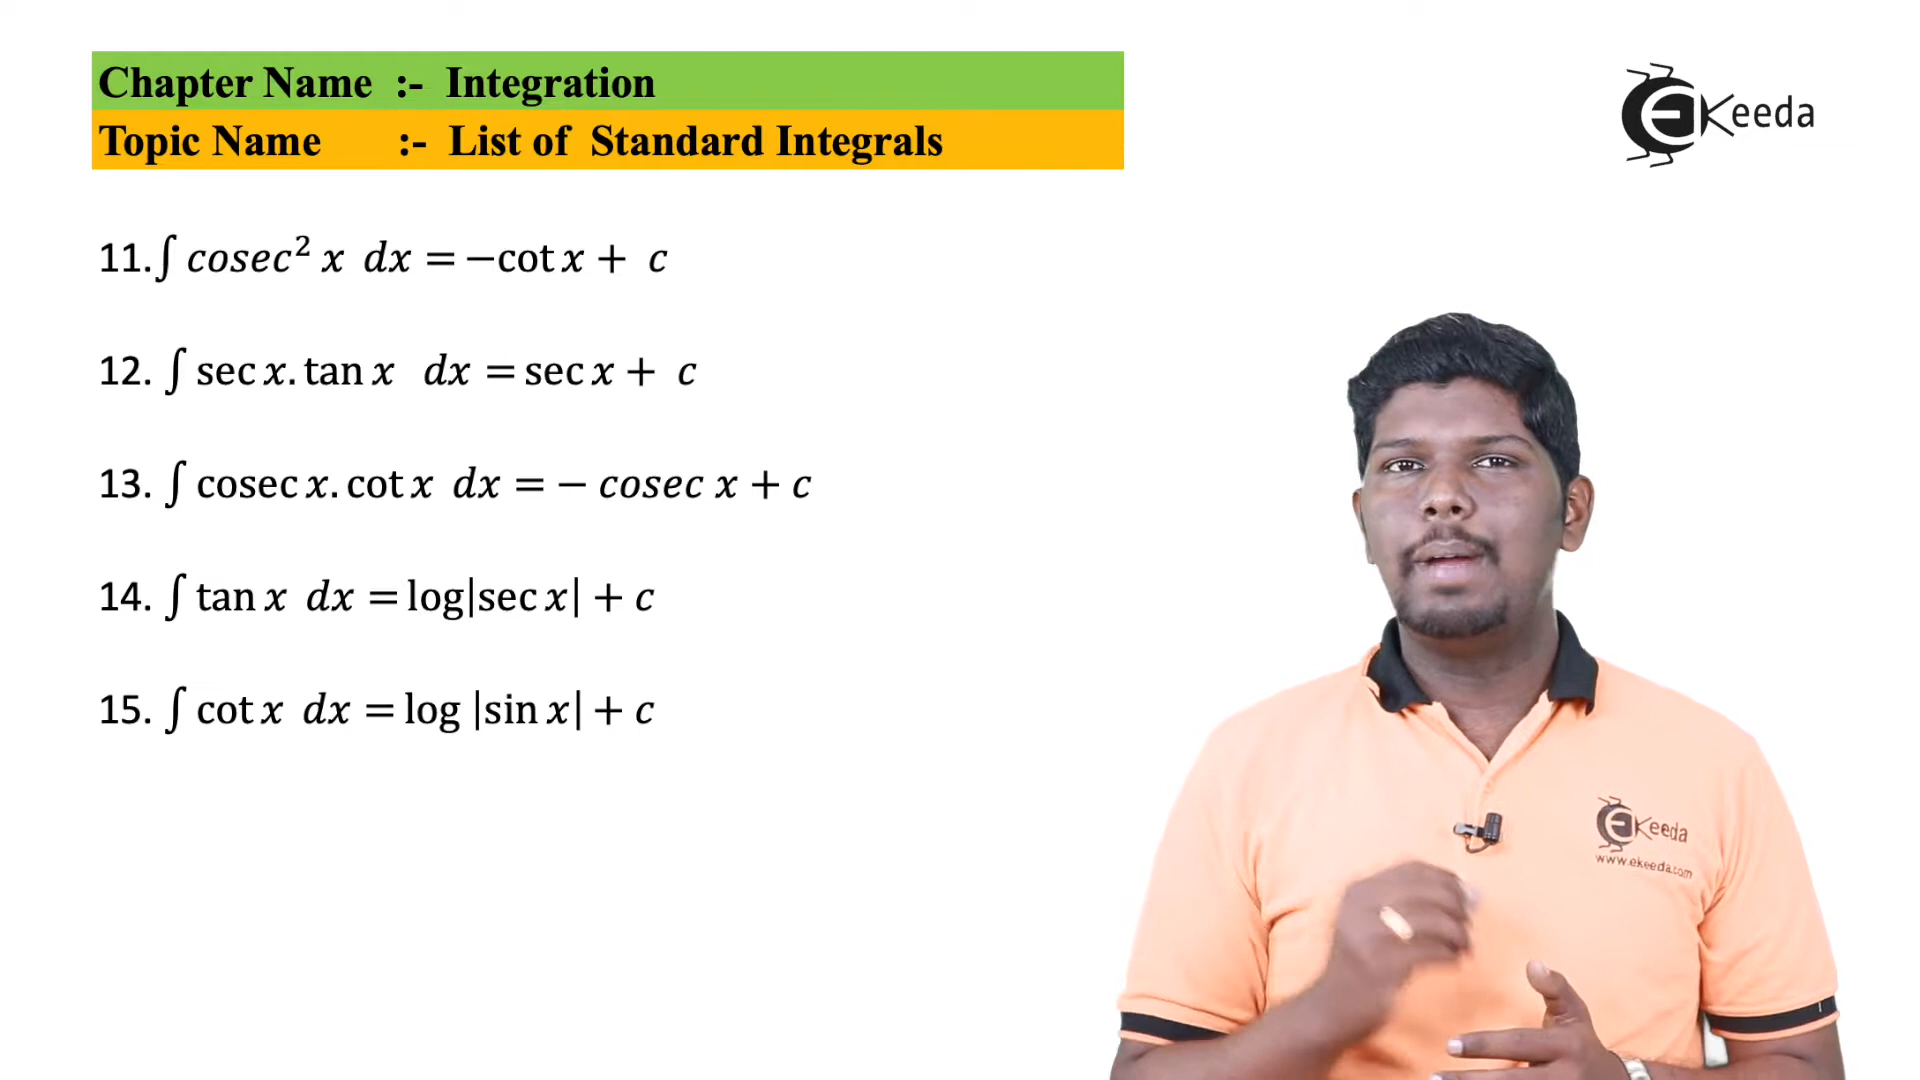 Chapter Name :- Integration
Topic Name :- List of Standard Integrals
EKeeda
11.∫ cosec² x dx = −cot x + c
12. ∫ sec x. tan x dx = sec x + c
13. ∫ cosec x. cot x dx = − cosec x + c
14. ∫ tan x dx = log|sec x| + c
15. ∫ cot x dx = log |sin x| + c
EKeeda
www.ekeeda.com